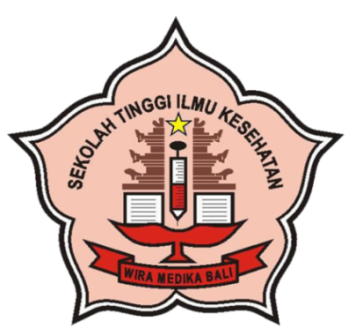 SEKOLAH TINGGI ILMU KESEHATAN
WIRA MEDIKA BALI